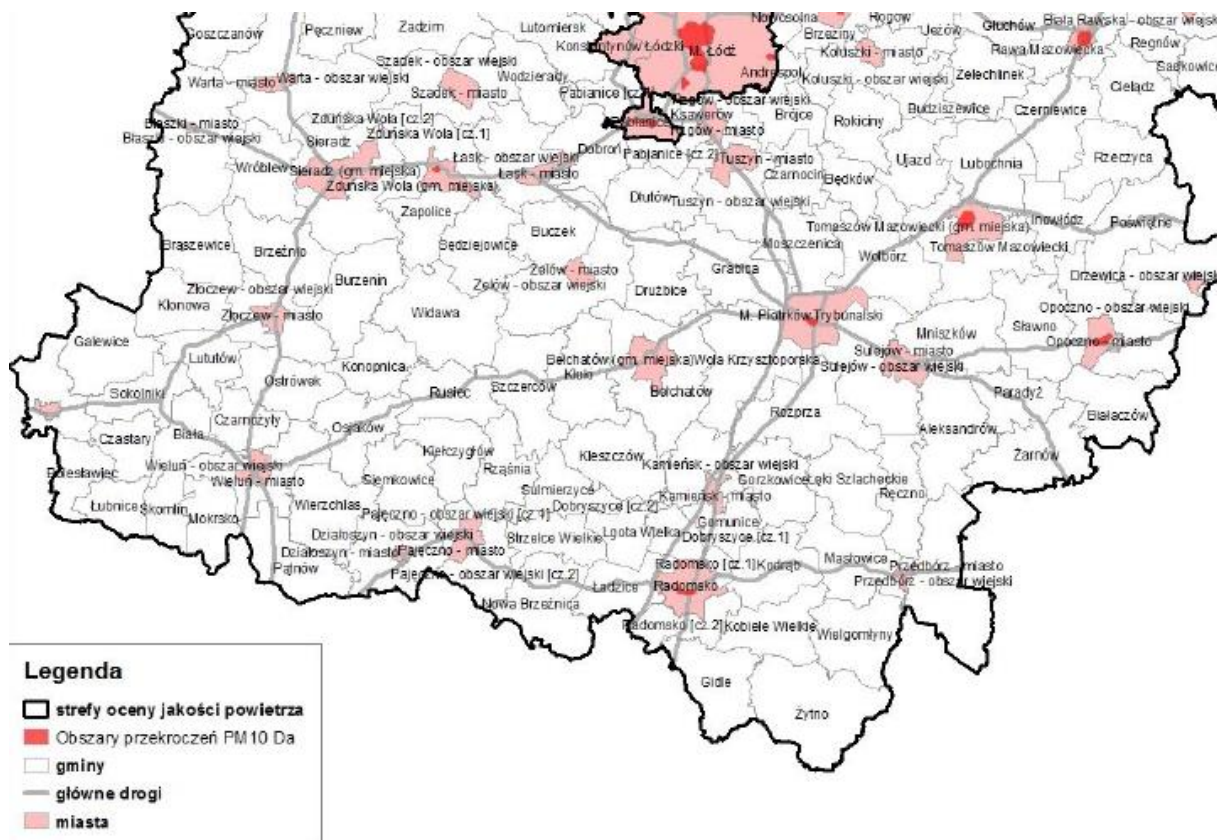 Lutomiersk
Nowosolna
Rogów
Głuchów
Biała Rawska - obszar wiejski
Goszczanów
Pęczniew
Zadzim
Konstantynów Łódzki
M. Łódź
Brzeziny
Jeżów
Rawa Mazowiecka
Regnów
Szadek - obszar wiejski
Koluszki - miasto
Sadkowice
Warta - miasto
Warta - obszar wiejski
Wodzierady
Andrespol
Koluszki - obszar wiejski
Żelechlinek
Cielądz
Szadek - miasto
Budziszewice
Czerniewice
Zduńska Wola [cz.2]
Ksawerów
Brójce
Rokiciny
Błaszki - miasto
Zduńska Wola [cz.1]
Błaszki - obszar wiejski
Sieradz
Dobroń
Pabianice [cz.2]
Wróblew
Łask - obszar wiejski
Tuszyn - miasto
Ujazd
Lubochnia
Rzeczyca
Sieradz (gm. miejska)
Łask - miasto
Czarnocin
Będków
Zduńska Wola (gm. miejska)
Dłutów
Tuszyn - obszar wiejski
Zapolice
Inowłódz
Poświętne
Buczek
Tomaszów Mazowiecki (gm. miejska)
Brąszewice
Brzeźnio
Sędziejowice
Moszczenica
Wolbórz
Tomaszów Mazowiecki
Burzenin
Żelów - miasto
Grabica
Drzewica - obszar wiejski
Złoczew - obszar wiejski
Zelów - obszar wiejski
Drużbice
Klonowa
Widawa
Opoczno - obszar wiejski
Złoczew - miasto
M. Piotrków Trybunalski
Mniszków
Sławno
Galewice
Opoczno - miasto
Lututów
Bełchatów (gm. miejska)
Wola Krzysztoporska
Sulejów - miasto
Konopnica
Sulejów - obszar wiejski
Ostrówek
Szczerców
Kluki
Sokolniki
Rusiec
Bełchatów
Paradyż
Rozprza
Białaczów
Czarnożyły
Biała
Osjaków
Aleksandrów
Czastary
Kiełczygłów
Kleszczów
Żarnów
Bolesławiec
Wieluń - obszar wiejski
Rząśnia
Kamieńsk - obszar wiejski
Wieluń - miasto
Siemkowice
Gorzkowice
Łęki Szlacheckie
Sulmierzyce
Kamieńsk - miasto
Ręczno
Łubnice
Skomlin
Wierzchlas
Dobryszyce [cz.2]
Mokrsko
Pajęczno - obszar wiejski [cz.1]
Gomunice
Działoszyn - obszar wiejski
Strzelce Wielkie
Lgota Wielka
Dobryszyce [cz.1]
Działoszyn - miasto
Pajęczno - miasto
Masłowice
Radomsko [cz.1]
Kodrąb
Przedbórz - miasto
Pątnów
Pajęczno - obszar wiejski [cz.2]
Ładzice
Radomsko
Przedbórz - obszar wiejski
Nowa Brzeźnica
Radomsko [cz.2]
Kobiele Wielkie
Wielgomłyny
Gidle
Żytno
Legenda
strefy oceny jakości powietrza
Obszary przekroczeń PM10 Da
gminy
główne drogi
miasta